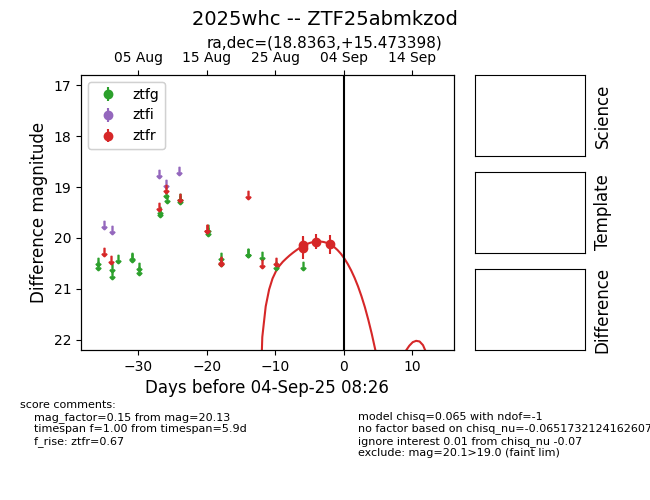 2025whc -- ZTF25abmkzod
ra,dec=(18.8363,+15.473398)
05 Aug
15 Aug
25 Aug
04 Sep
14 Sep
17
18
19
20
21
22
Difference magnitude
ztfg
ztfi
ztfr
−30
−20
−10
0
10
Days before 04-Sep-25 08:26
Science
Template
Difference
score comments:
mag_factor=0.15 from mag=20.13
timespan f=1.00 from timespan=5.9d
f_rise: ztfr=0.67
model chisq=0.065 with ndof=-1
no factor based on chisq_nu=-0.0651732124162607
ignore interest 0.01 from chisq_nu -0.07
exclude: mag=20.1>19.0 (faint lim)